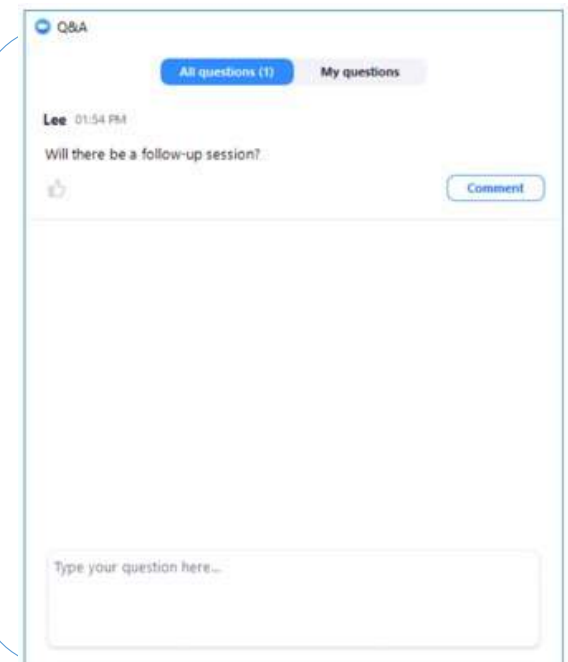 Q&A
All questions (1) My questions
Lee 01:54 PM
Will there be a follow-up session?
Comment
Type your question here...